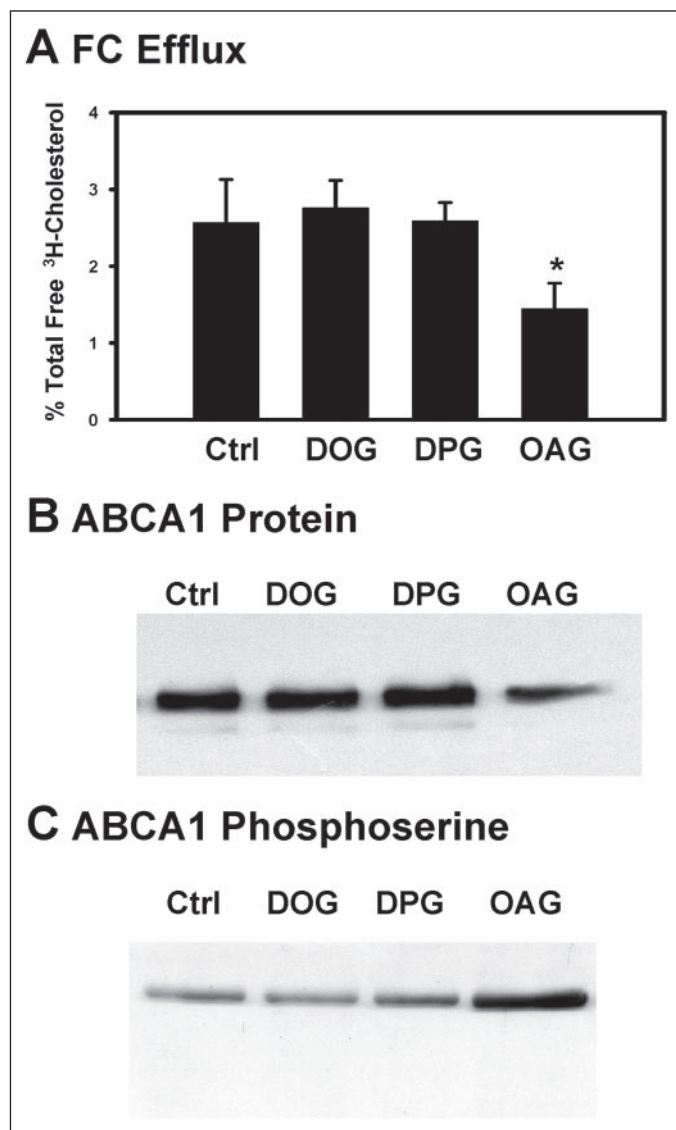 A FC Efflux
% Total Free ³H-Cholesterol
4
3
2
1
0
*
Ctrl DOG DPG OAG
B ABCA1 Protein
Ctrl DOG DPG OAG
C ABCA1 Phosphoserine
Ctrl DOG DPG OAG